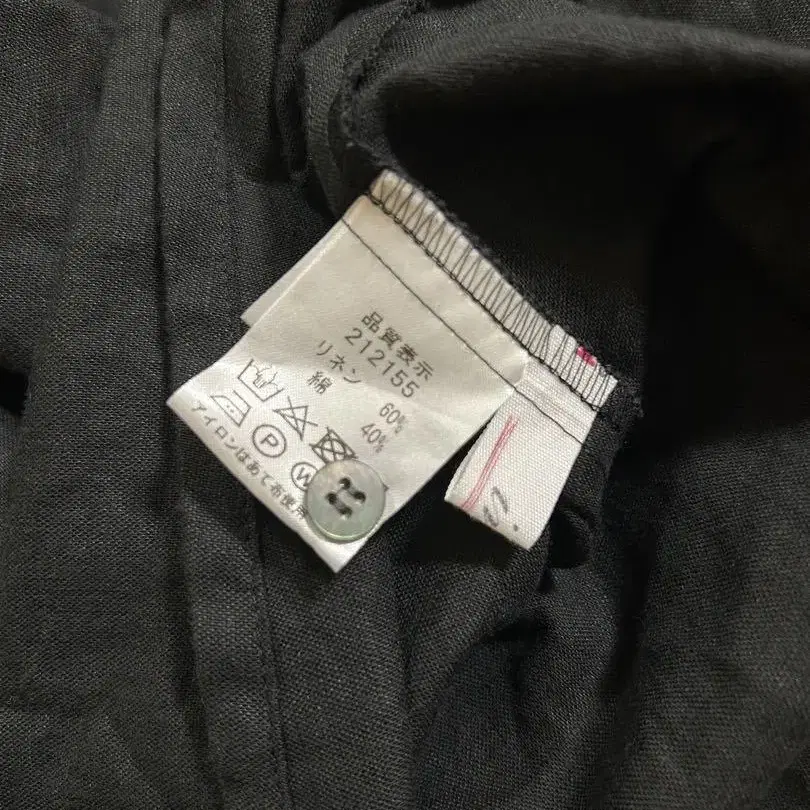 品質表示
212155
リネン 60%
綿 40%
P
W
アイロンはあて布使用